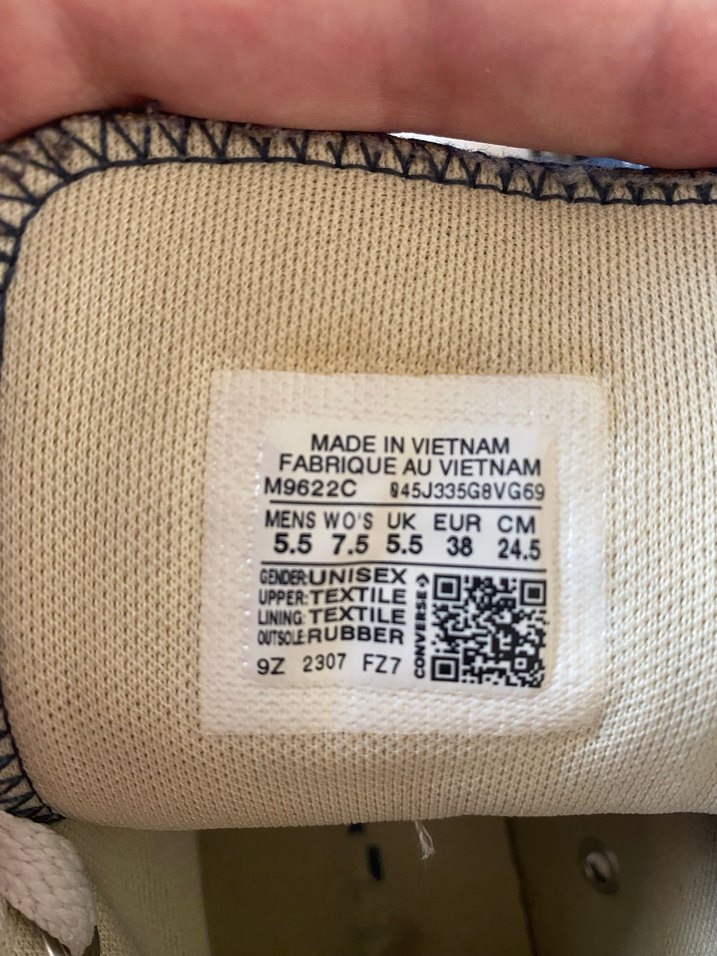 MADE IN VIETNAM
FABRIQUE AU VIETNAM
M9622C 045J335G8VG69
MENS WO'S UK EUR CM
5.5 7.5 5.5 38 24.5
GENDER:UNISEX
UPPER:TEXTILE
LINING:TEXTILE
OUTSOLE:RUBBER
CONVERSE
9Z 2307 FZ7